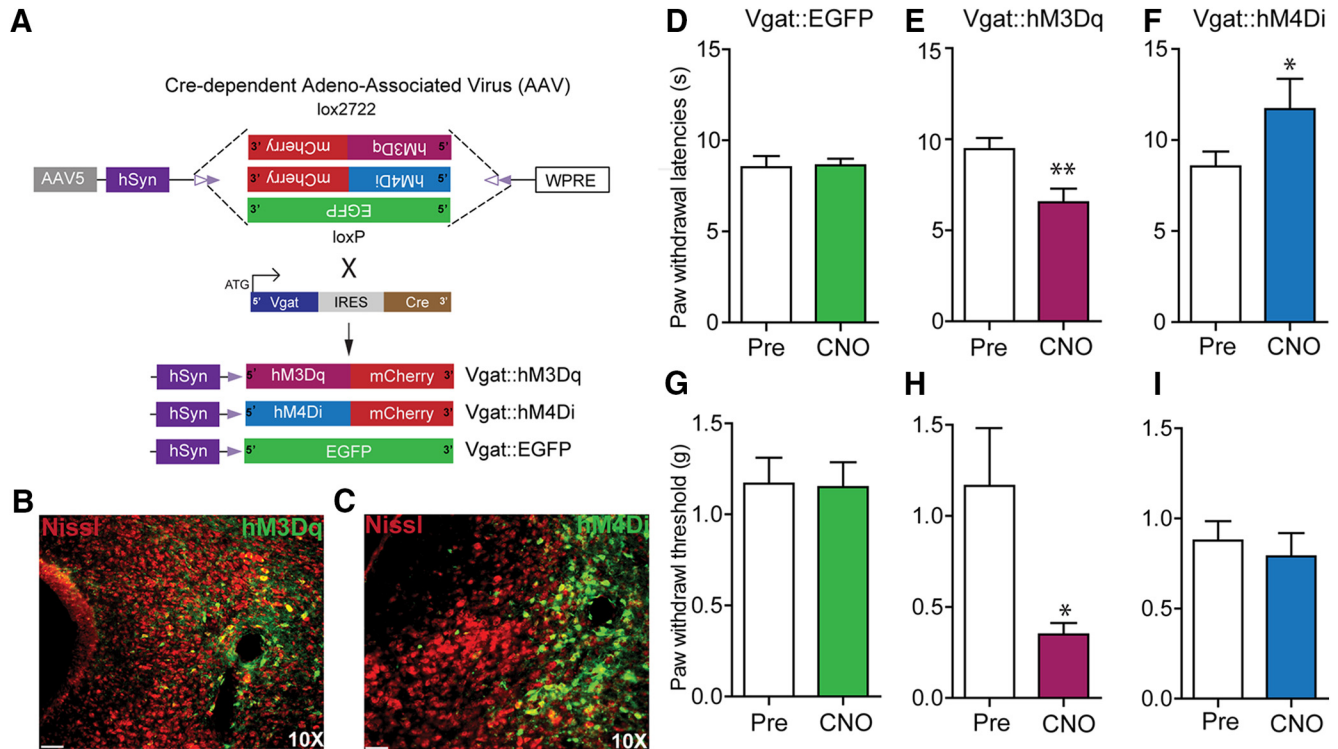 A
Cre-dependent Adeno-Associated Virus (AAV)
lox2722
3' mCherry hM3Dq 5'
AAV5 hSyn 3' mCherry hM4Di 5' WPRE
3' EGFP 5'
loxP
X
ATG
5' Vgat IRES Cre 3'
hSyn 5' hM3Dq mCherry 3' Vgat::hM3Dq
hSyn 5' hM4Di mCherry 3' Vgat::hM4Di
hSyn 5' EGFP 3' Vgat::EGFP
B
Nissl hM3Dq
10X
C
Nissl hM4Di
10X
D
Vgat::EGFP
Paw withdrawal latencies (s)
15
10
5
0
Pre CNO
E
Vgat::hM3Dq
15
10
5
0
**
Pre CNO
F
Vgat::hM4Di
15
10
5
0
*
Pre CNO
G
Paw withdrawl threshold (g)
1.5
1.0
0.5
0.0
Pre CNO
H
1.5
1.0
0.5
0.0
*
Pre CNO
I
1.5
1.0
0.5
0.0
Pre CNO